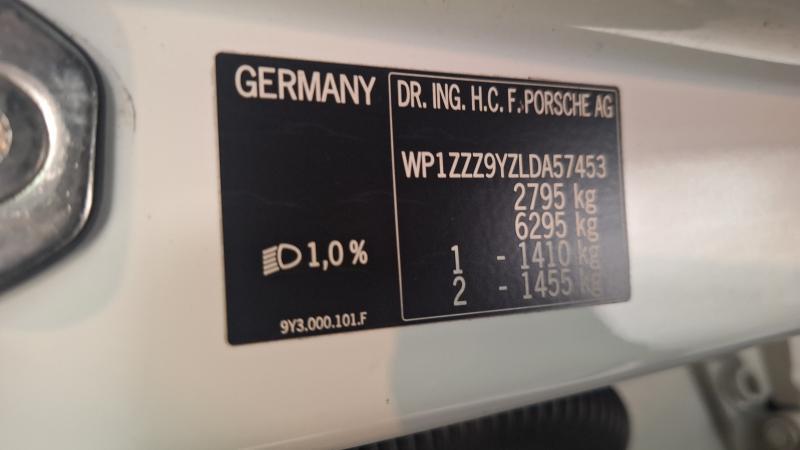 GERMANY
DR. ING. H.C. F. PORSCHE AG
WP1ZZZ9YZLDA57453
2795 kg
6295 kg
1 - 1410 kg
2 - 1455 kg
1,0 %
9Y3.000.101.F